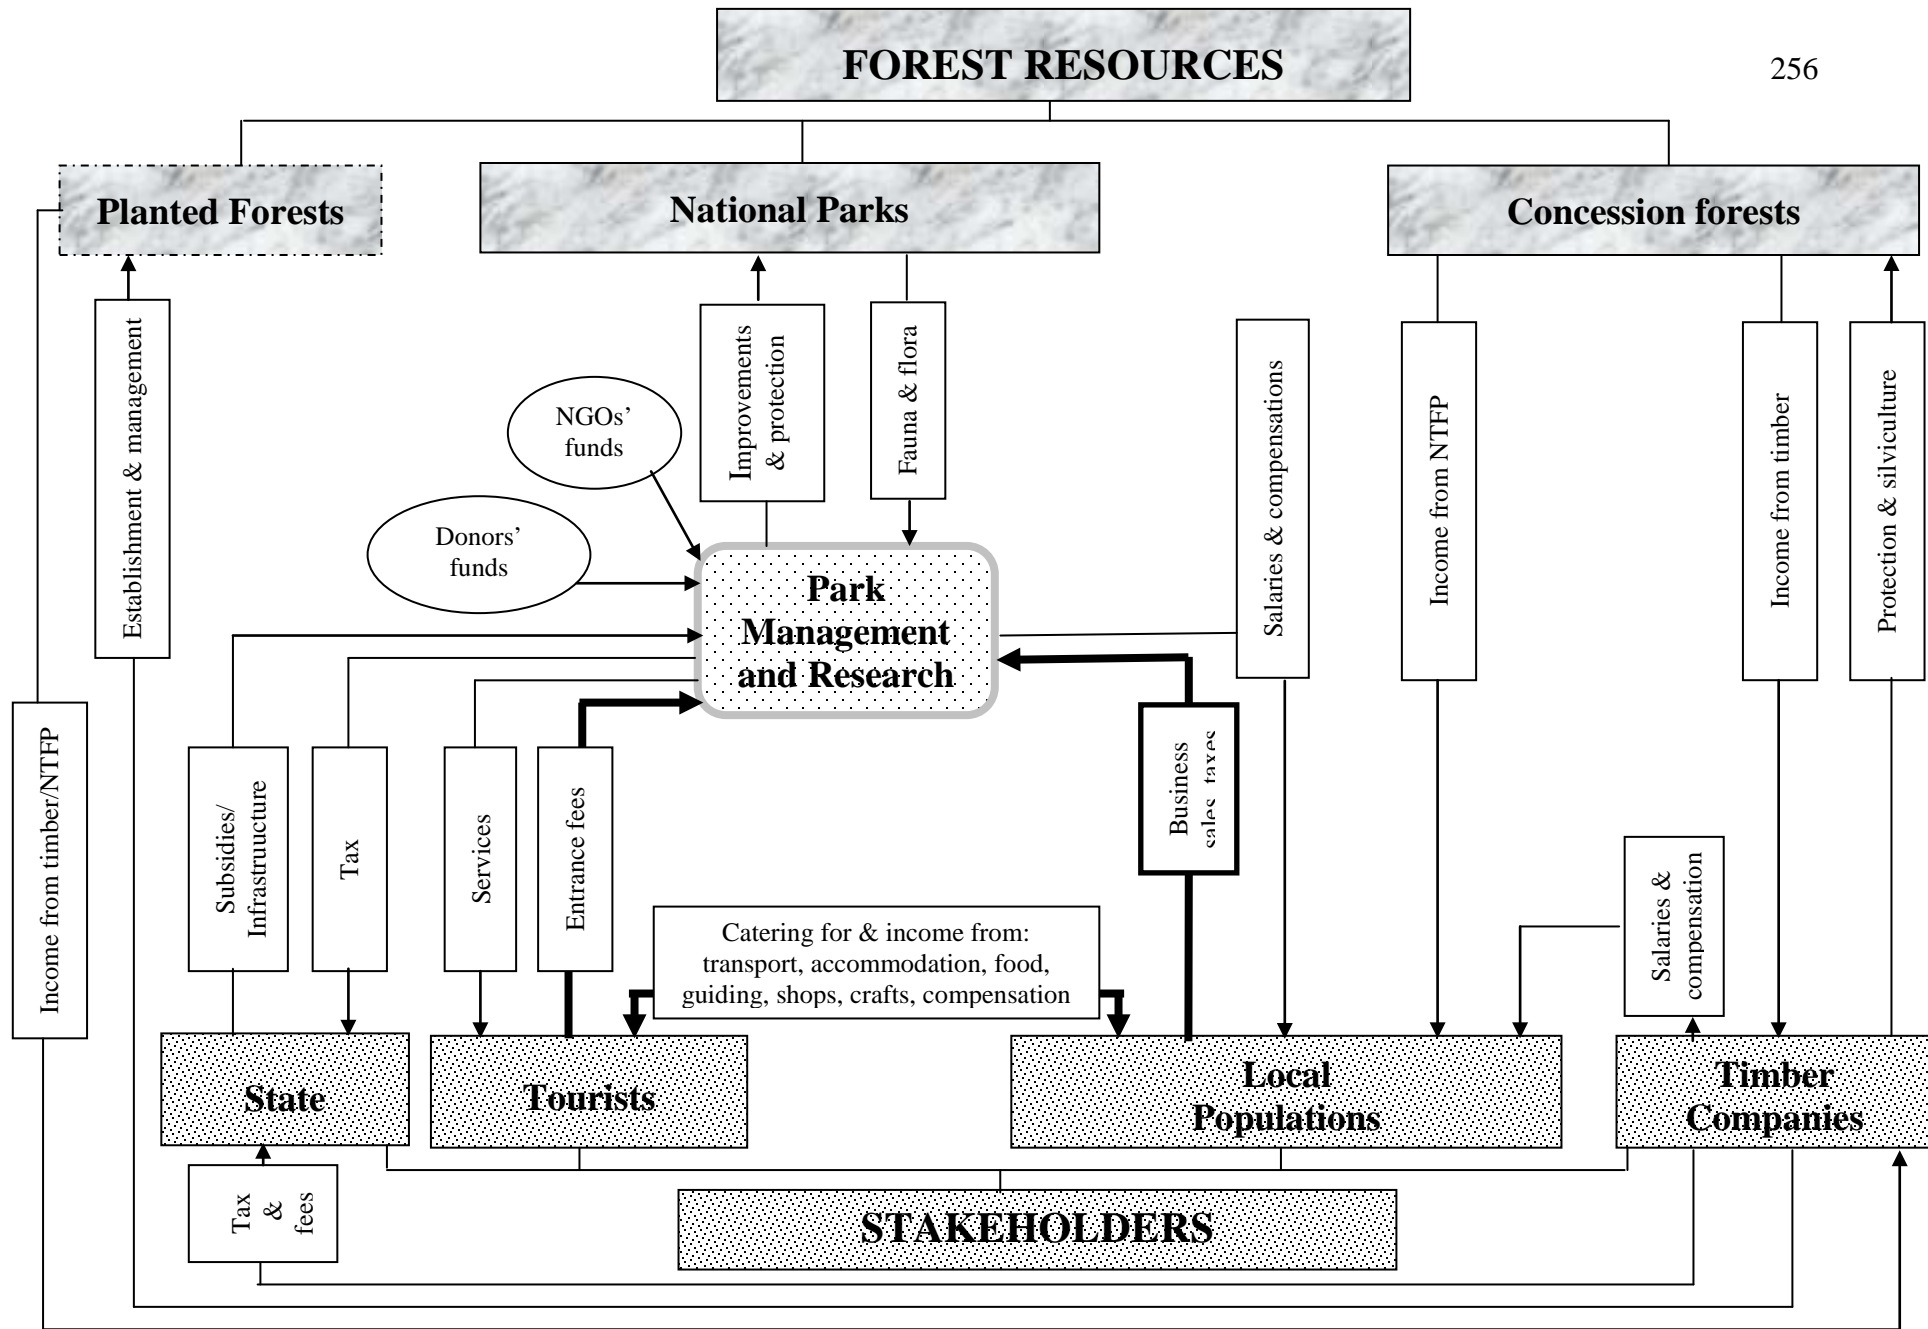 FOREST RESOURCES
256
Planted Forests
National Parks
Concession forests
Establishment & management
Improvements
& protection
Fauna & flora
Salaries & compensations
Income from NTFP
Income from timber
Protection & silviculture
NGOs’
funds
Donors’
funds
Park
Management
and Research
Income from timber/NTFP
Subsidies/
Infrastructure
Tax
Services
Entrance fees
Business
sales taxes
Salaries &
compensation
Catering for & income from:
transport, accommodation, food,
guiding, shops, crafts, compensation
State
Tourists
Local
Populations
Timber
Companies
Tax
&
fees
STAKEHOLDERS